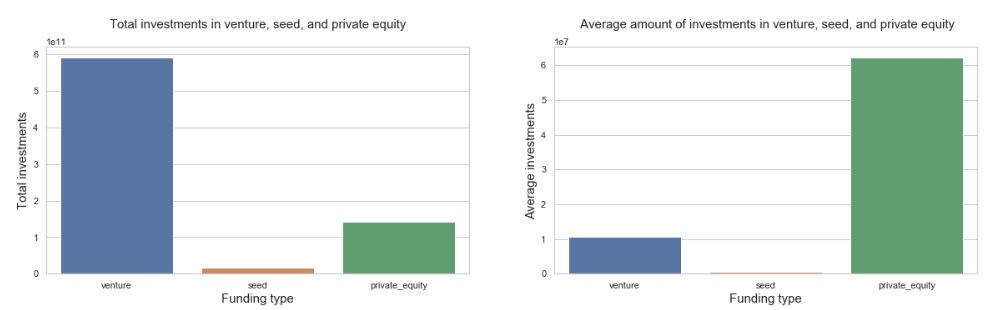 Total investments in venture, seed, and private equity
1e11
6
5
4
3
2
1
0
Total investments
venture seed private_equity
Funding type
Average amount of investments in venture, seed, and private equity
1e7
6
5
4
3
2
1
0
Average investments
venture seed private_equity
Funding type